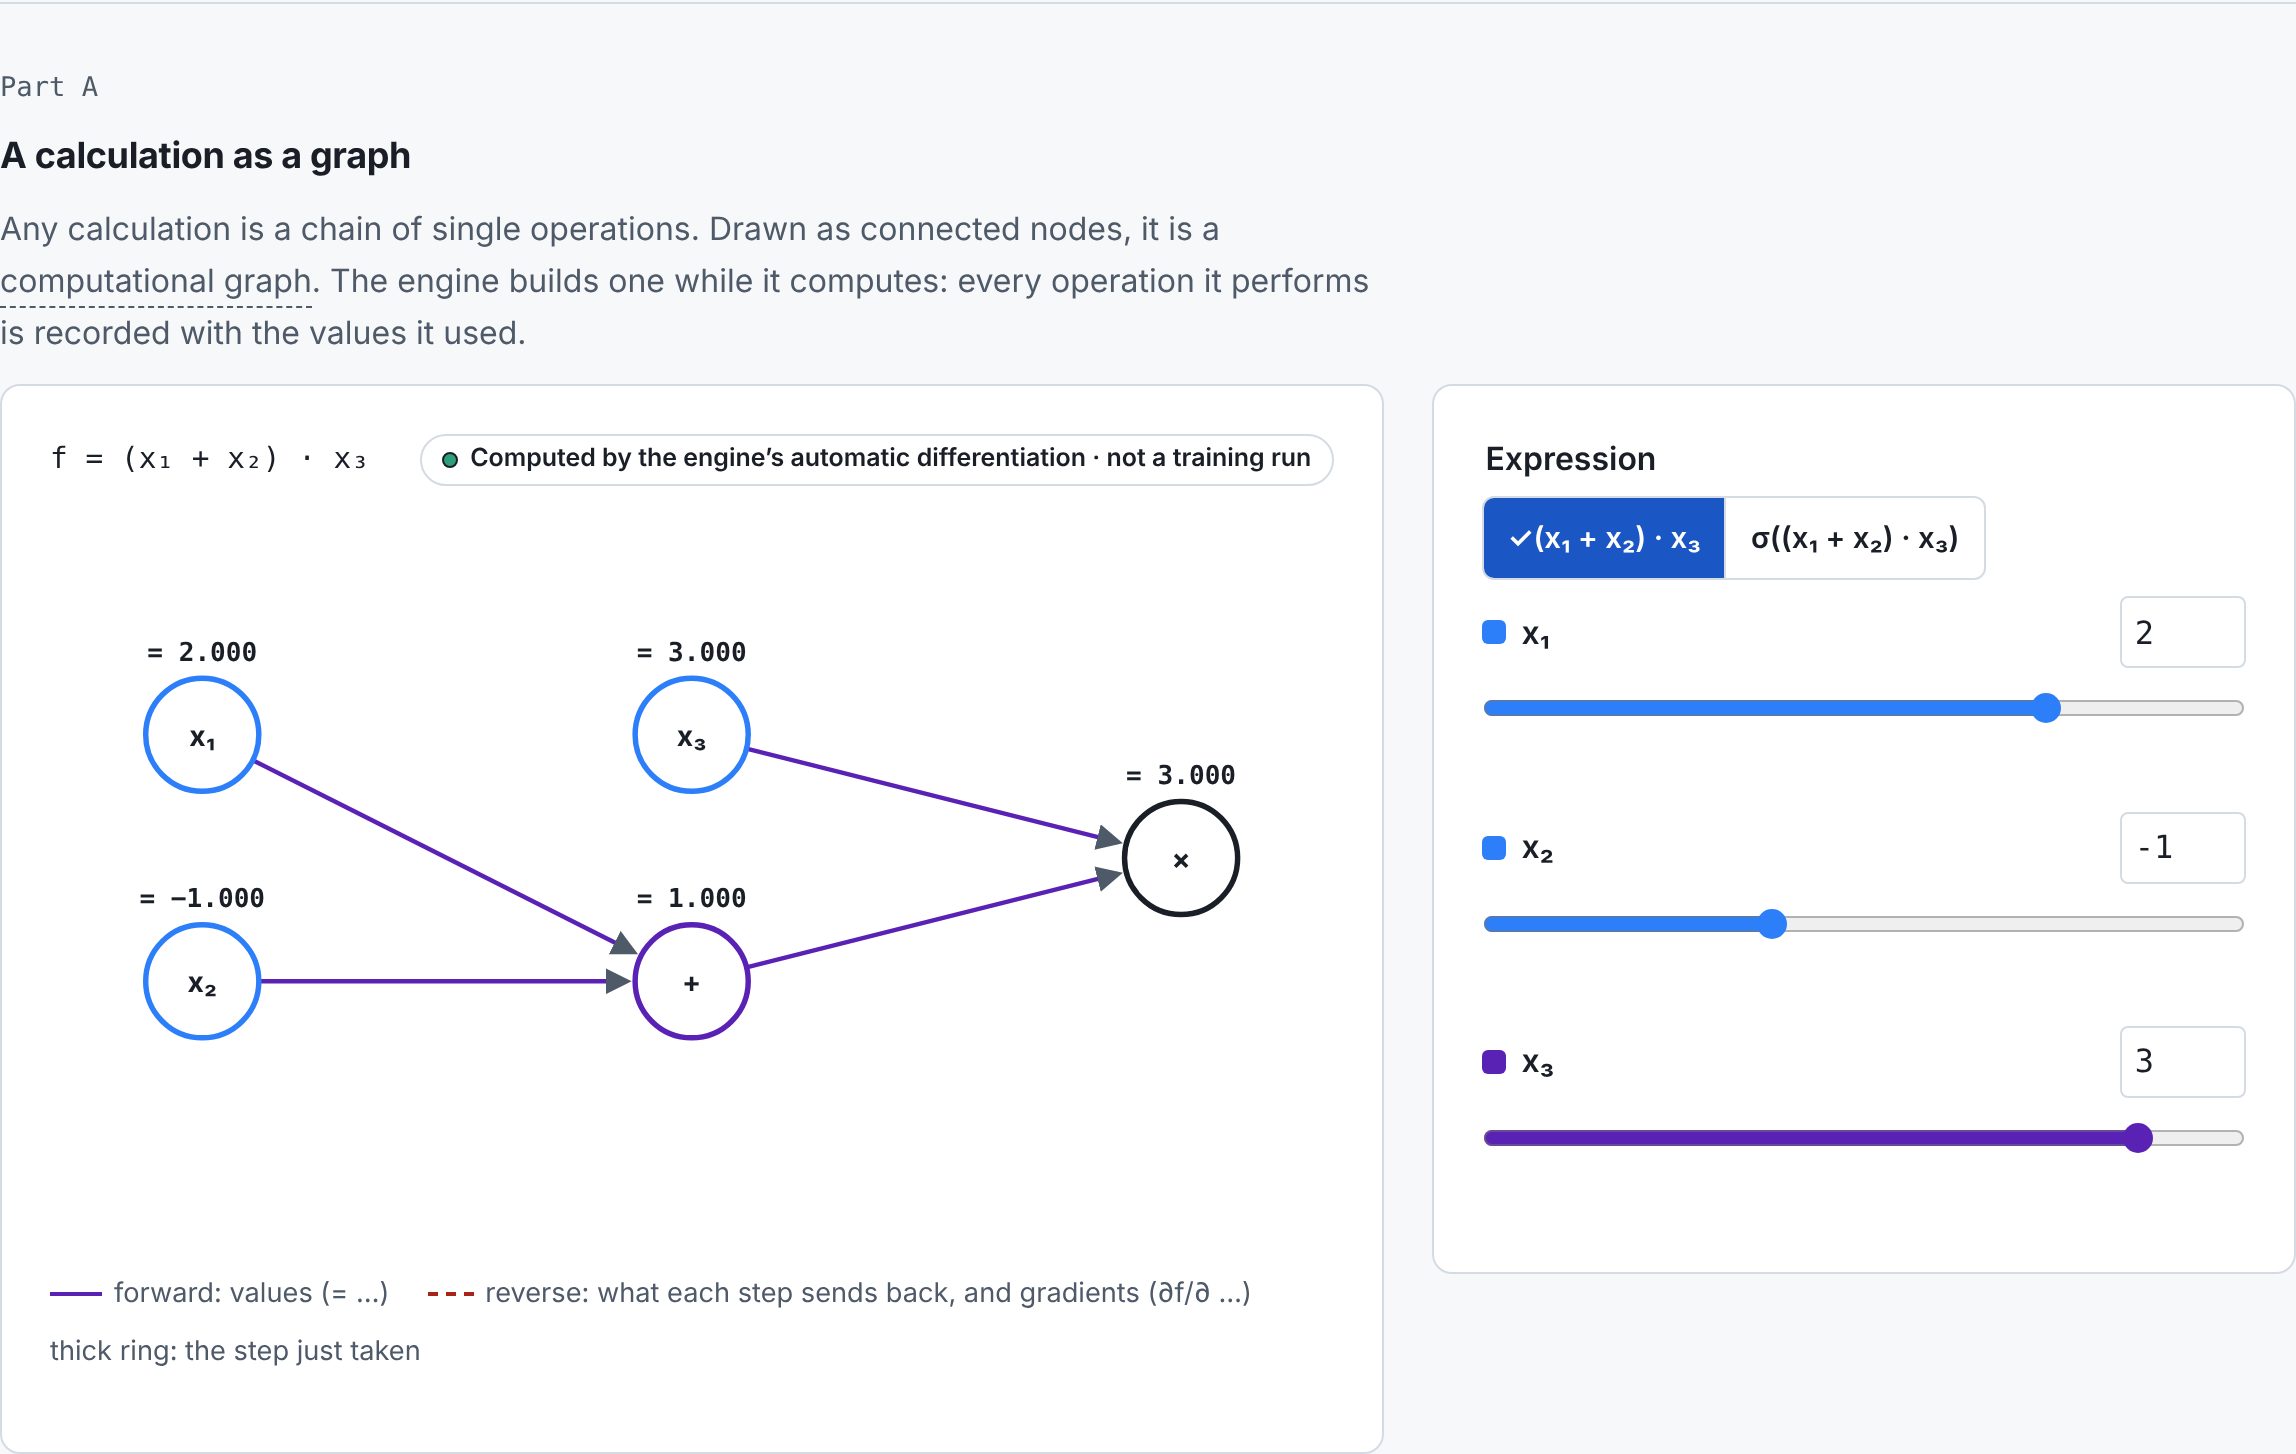 Part A
A calculation as a graph
Any calculation is a chain of single operations. Drawn as connected nodes, it is a
computational graph. The engine builds one while it computes: every operation it performs
is recorded with the values it used.
f = (x₁ + x₂) · x₃
Computed by the engine’s automatic differentiation · not a training run
= 2.000
= 3.000
x₁
x₃
= 3.000
×
= −1.000
= 1.000
x₂
+
forward: values (= …)
reverse: what each step sends back, and gradients (∂f/∂ …)
thick ring: the step just taken
Expression
✓(x₁ + x₂) · x₃
σ((x₁ + x₂) · x₃)
x₁
2
x₂
-1
x₃
3